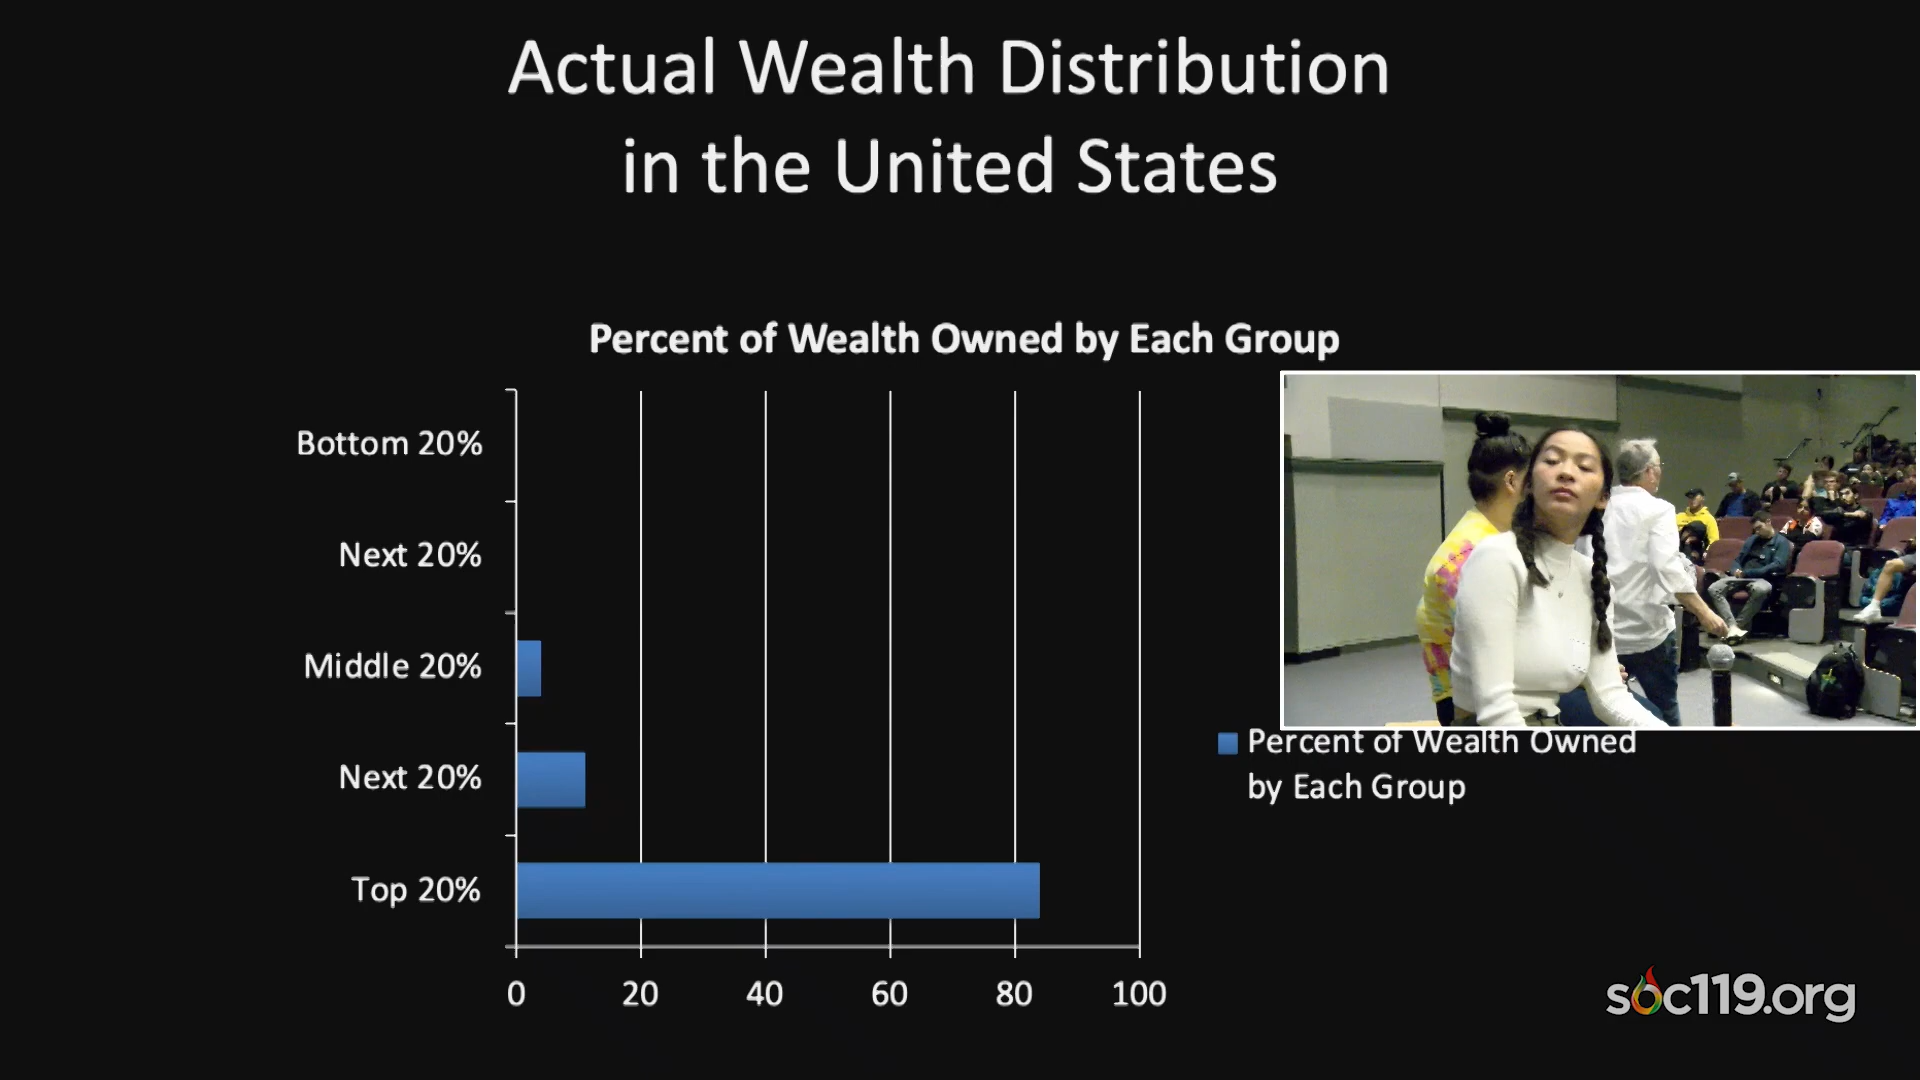 Actual Wealth Distribution
in the United States
Percent of Wealth Owned by Each Group
Bottom 20%
Next 20%
Middle 20%
Next 20%
Top 20%
0 20 40 60 80 100
Percent of Wealth Owned
by Each Group
soc119.org